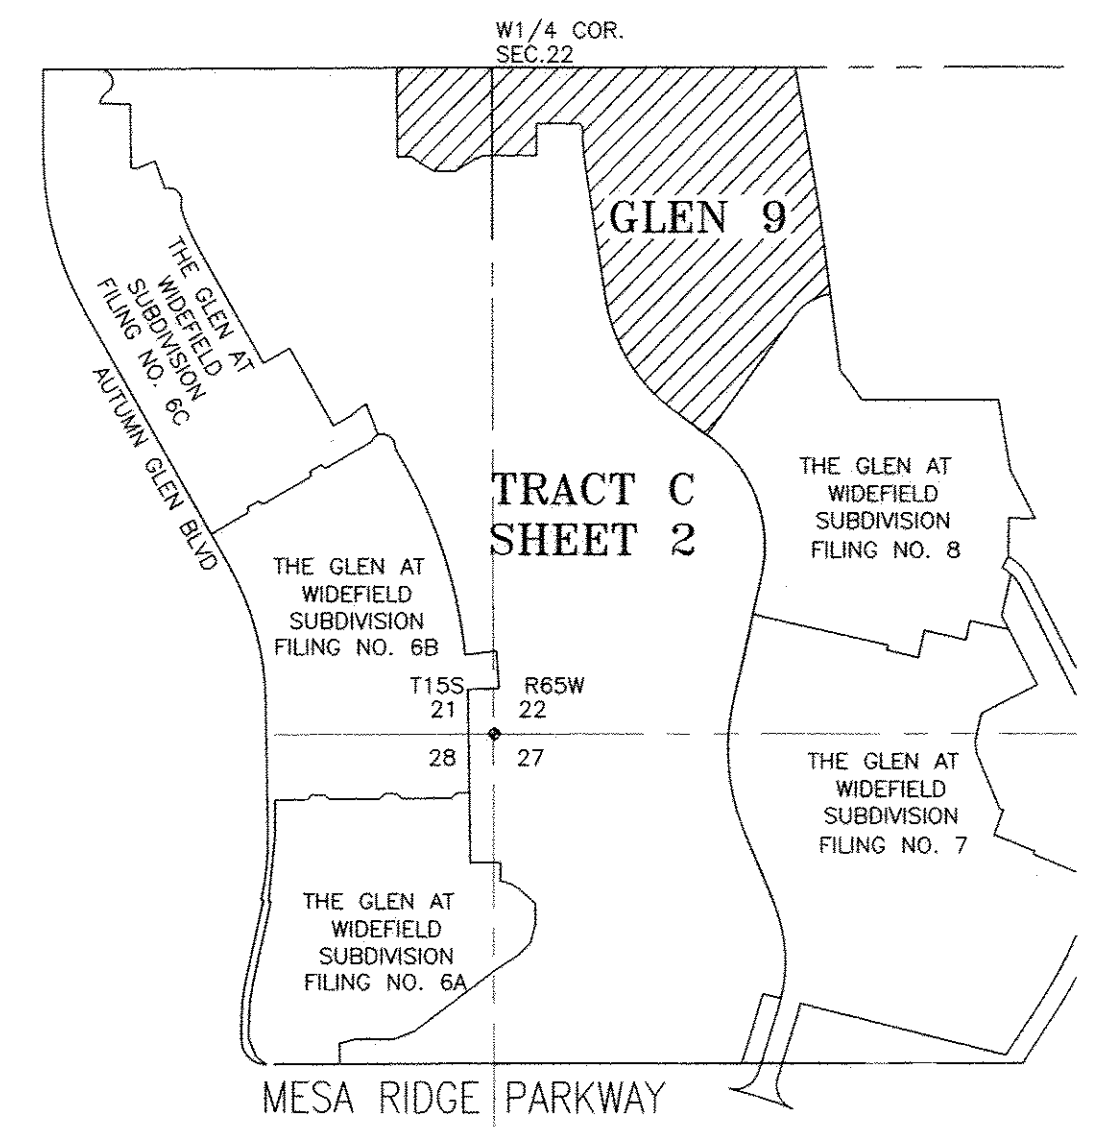 W1/4 COR.
SEC.22
GLEN 9
THE GLEN AT
WIDEFIELD
SUBDIVISION
FILING NO. 6C
AUTUMN GLEN BLVD
TRACT C
SHEET 2
THE GLEN AT
WIDEFIELD
SUBDIVISION
FILING NO. 8
THE GLEN AT
WIDEFIELD
SUBDIVISION
FILING NO. 6B
T15S R65W
21 22
28 27
THE GLEN AT
WIDEFIELD
SUBDIVISION
FILING NO. 7
THE GLEN AT
WIDEFIELD
SUBDIVISION
FILING NO. 6A
MESA RIDGE PARKWAY